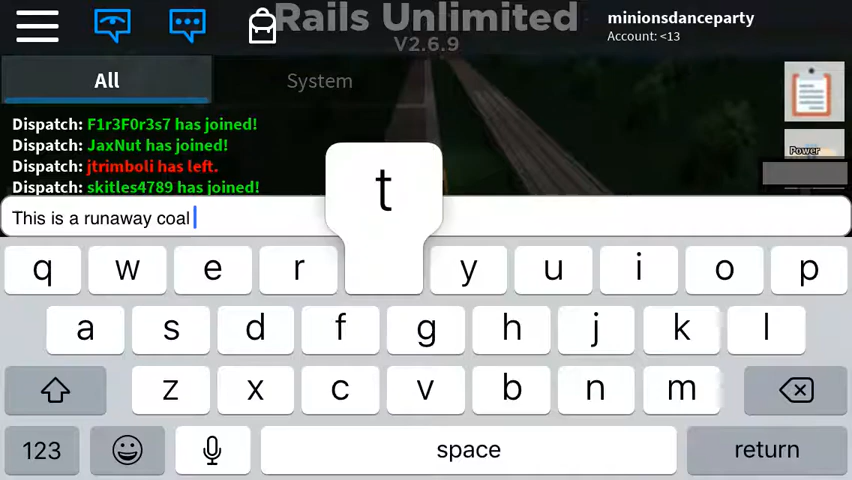 Rails Unlimited
V2.6.9
minionsdanceparty
Account: <13
All
System
Dispatch: F1r3F0r3s7 has joined!
Dispatch: JaxNut has joined!
Dispatch: jtrimboli has left.
Dispatch: skitles4789 has joined!
Power
This is a runaway coal
t
q w e r y u i o p
a s d f g h j k l
z x c v b n m
123 space return